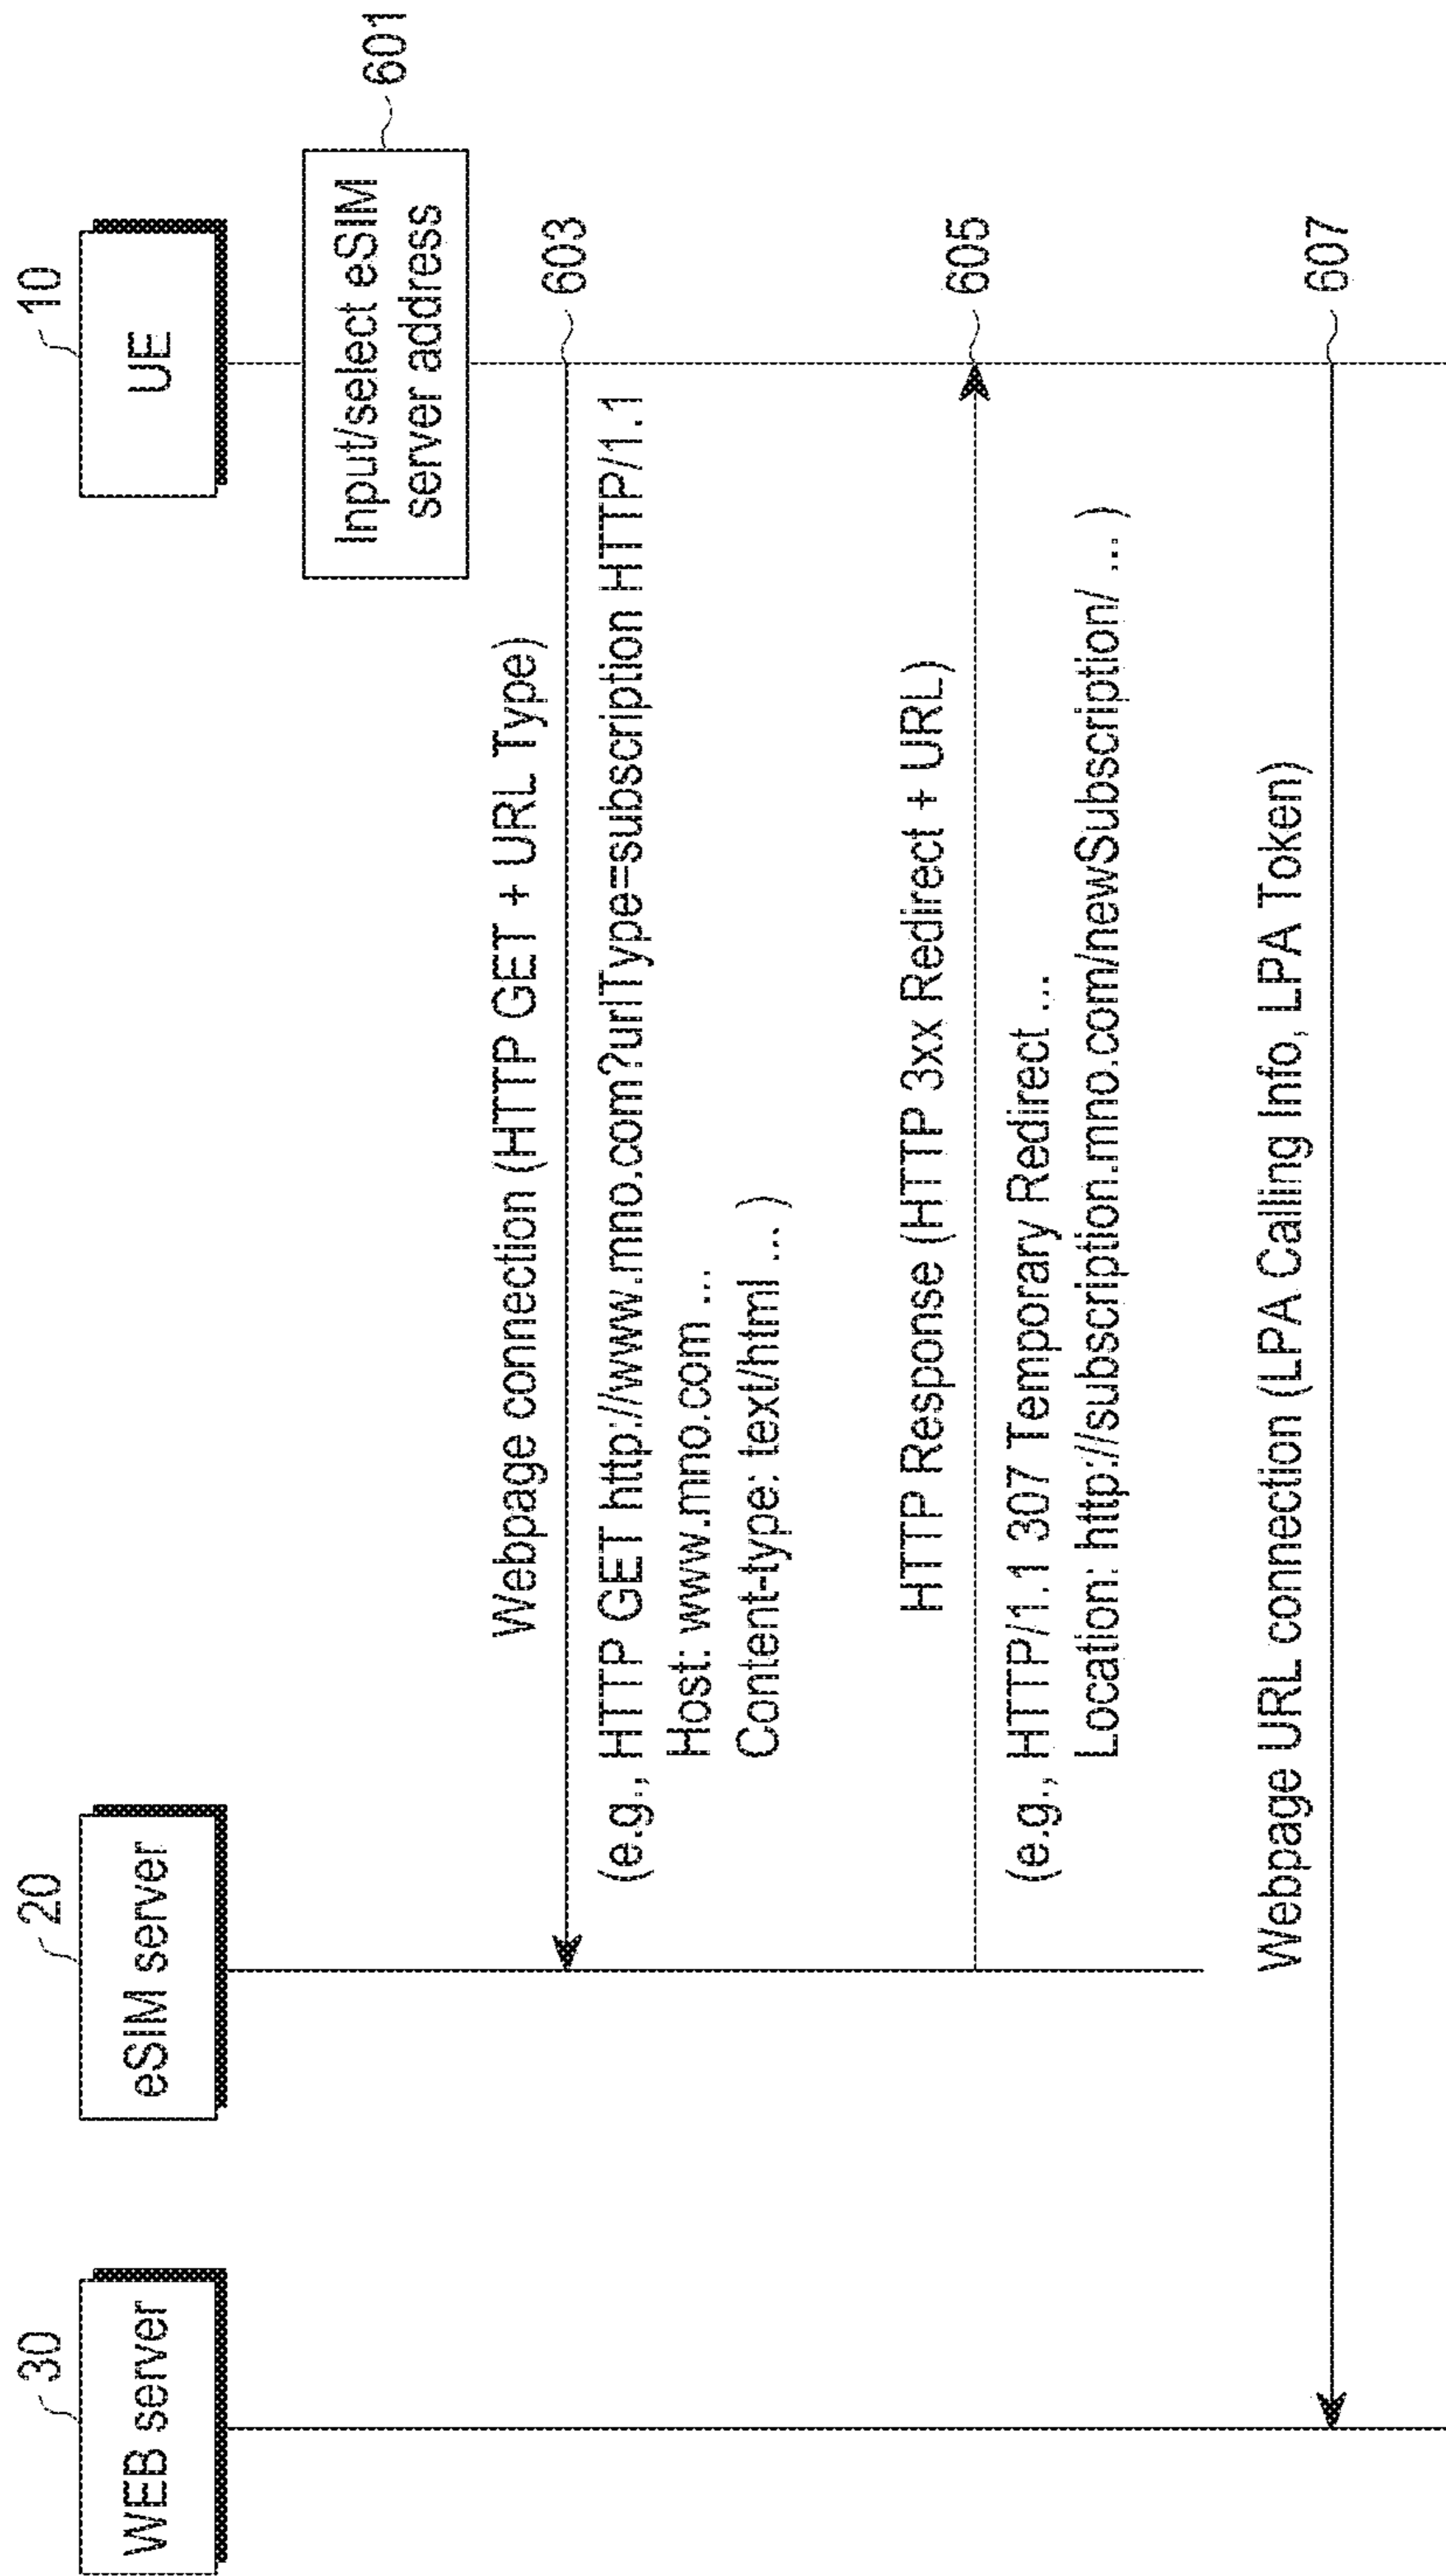 30
WEB server
20
eSIM server
10
UE
Input/select eSIM
server address
601
Webpage connection (HTTP GET + URL Type)
603
(e.g., HTTP GET http://www.mno.com?urlType=subscription HTTP/1.1
Host: www.mno.com ...
Content-type: text/html ... )
HTTP Response (HTTP 3xx Redirect + URL)
605
(e.g., HTTP/1.1 307 Temporary Redirect ...
Location: http://subscription.mno.com/newSubscription/ ... )
Webpage URL connection (LPA Calling Info, LPA Token)
607